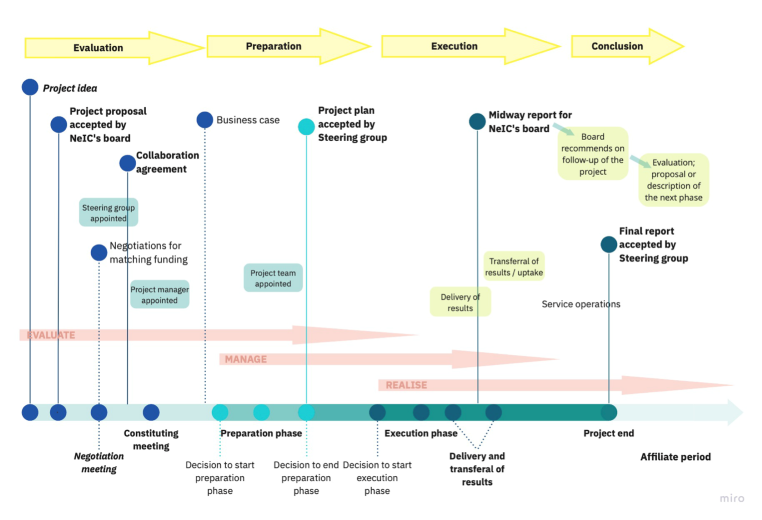 Evaluation
Preparation
Execution
Conclusion
Project idea
Project proposal
accepted by
NeIC's board
Collaboration
agreement
Steering group
appointed
Negotiations for
matching funding
Project manager
appointed
Business case
Project plan
accepted by
Steering group
Project team
appointed
Midway report for
NeIC's board
Board
recommends on
follow-up of the
project
Evaluation;
proposal or
description of
the next phase
Final report
accepted by
Steering group
Transferral of
results / uptake
Delivery of
results
Service operations
EVALUATE
MANAGE
REALISE
Negotiation
meeting
Constituting
meeting
Preparation phase
Decision to start
preparation
phase
Decision to end
preparation
phase
Execution phase
Decision to start
execution
phase
Delivery and
transferal of
results
Project end
Affiliate period
miro